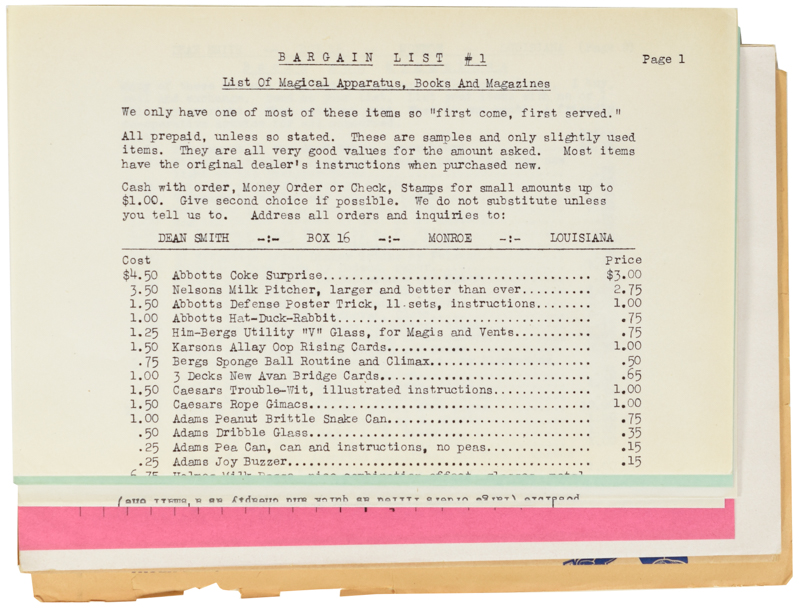 BARGAIN LIST #1 Page 1
List Of Magical Apparatus, Books And Magazines
We only have one of most of these items so "first come, first served."
All prepaid, unless so stated. These are samples and only slightly used
items. They are all very good values for the amount asked. Most items
have the original dealer's instructions when purchased new.
Cash with order, Money Order or Check, Stamps for small amounts up to
$1.00. Give second choice if possible. We do not substitute unless
you tell us to. Address all orders and inquiries to:
DEAN SMITH -:- BOX 16 -:- MONROE -:- LOUISIANA
Cost Price
$4.50 Abbotts Coke Surprise................................... $3.00
3.50 Nelsons Milk Pitcher, larger and better than ever.......... 2.75
1.50 Abbotts Defense Poster Trick, 11 sets, instructions........ 1.00
1.00 Abbotts Hat-Duck-Rabbit.................................. .75
1.25 Him-Bergs Utility "V" Glass, for Magis and Vents........... .75
1.50 Karsons Allay Oop Rising Cards........................... 1.00
.75 Bergs Sponge Ball Routine and Climax...................... .50
1.00 3 Decks New Avan Bridge Cards............................ .65
1.50 Caesars Trouble-Wit, illustrated instructions............. 1.00
1.50 Caesars Rope Gimacs...................................... 1.00
1.00 Adams Peanut Brittle Snake Can........................... .75
.50 Adams Dribble Glass...................................... .35
.25 Adams Pea Can, can and instructions, no peas.............. .15
.25 Adams Joy Buzzer......................................... .15